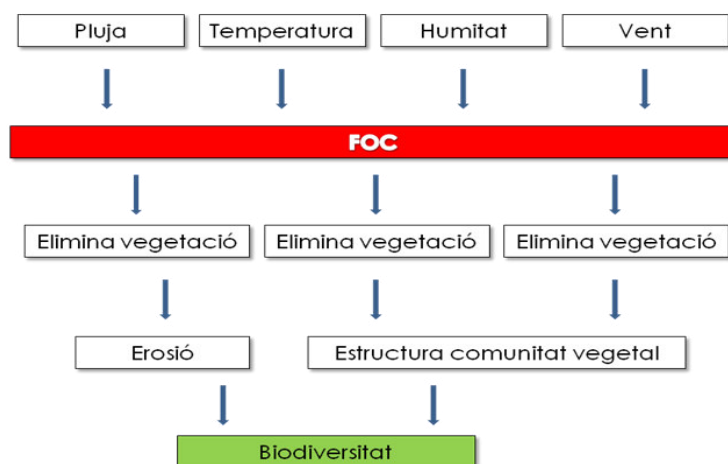 Pluja
Temperatura
Humitat
Vent
FOC
Elimina vegetació
Elimina vegetació
Elimina vegetació
Erosió
Estructura comunitat vegetal
Biodiversitat